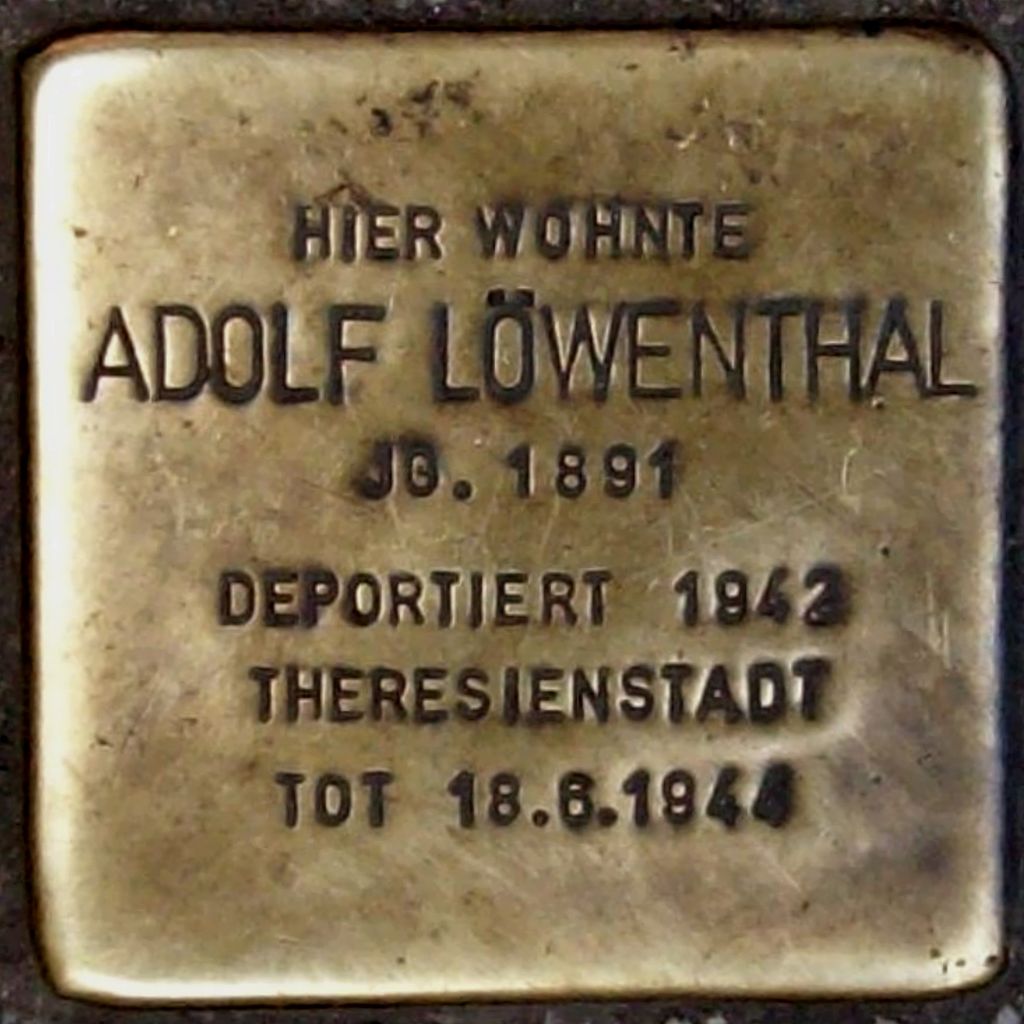 HIER WOHNTE
ADOLF LÖWENTHAL
JG. 1891
DEPORTIERT 1942
THERESIENSTADT
TOT 18.6.1944